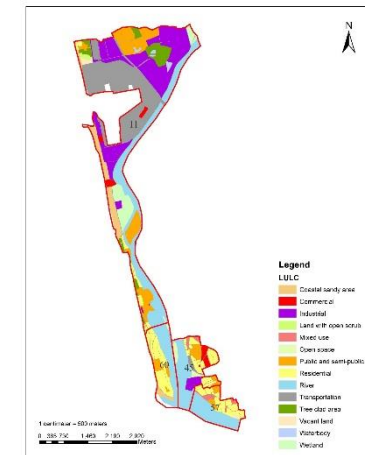 N
11
60
45
57
Legend
LULC
Coastal sandy area
Commercial
Industrial
Land with open scrub
Mixed use
Open space
Public and semi-public
Residential
River
Transportation
Tree clad area
Vacant land
Waterbody
Wetland
1 centimeter = 600 meters
Meters